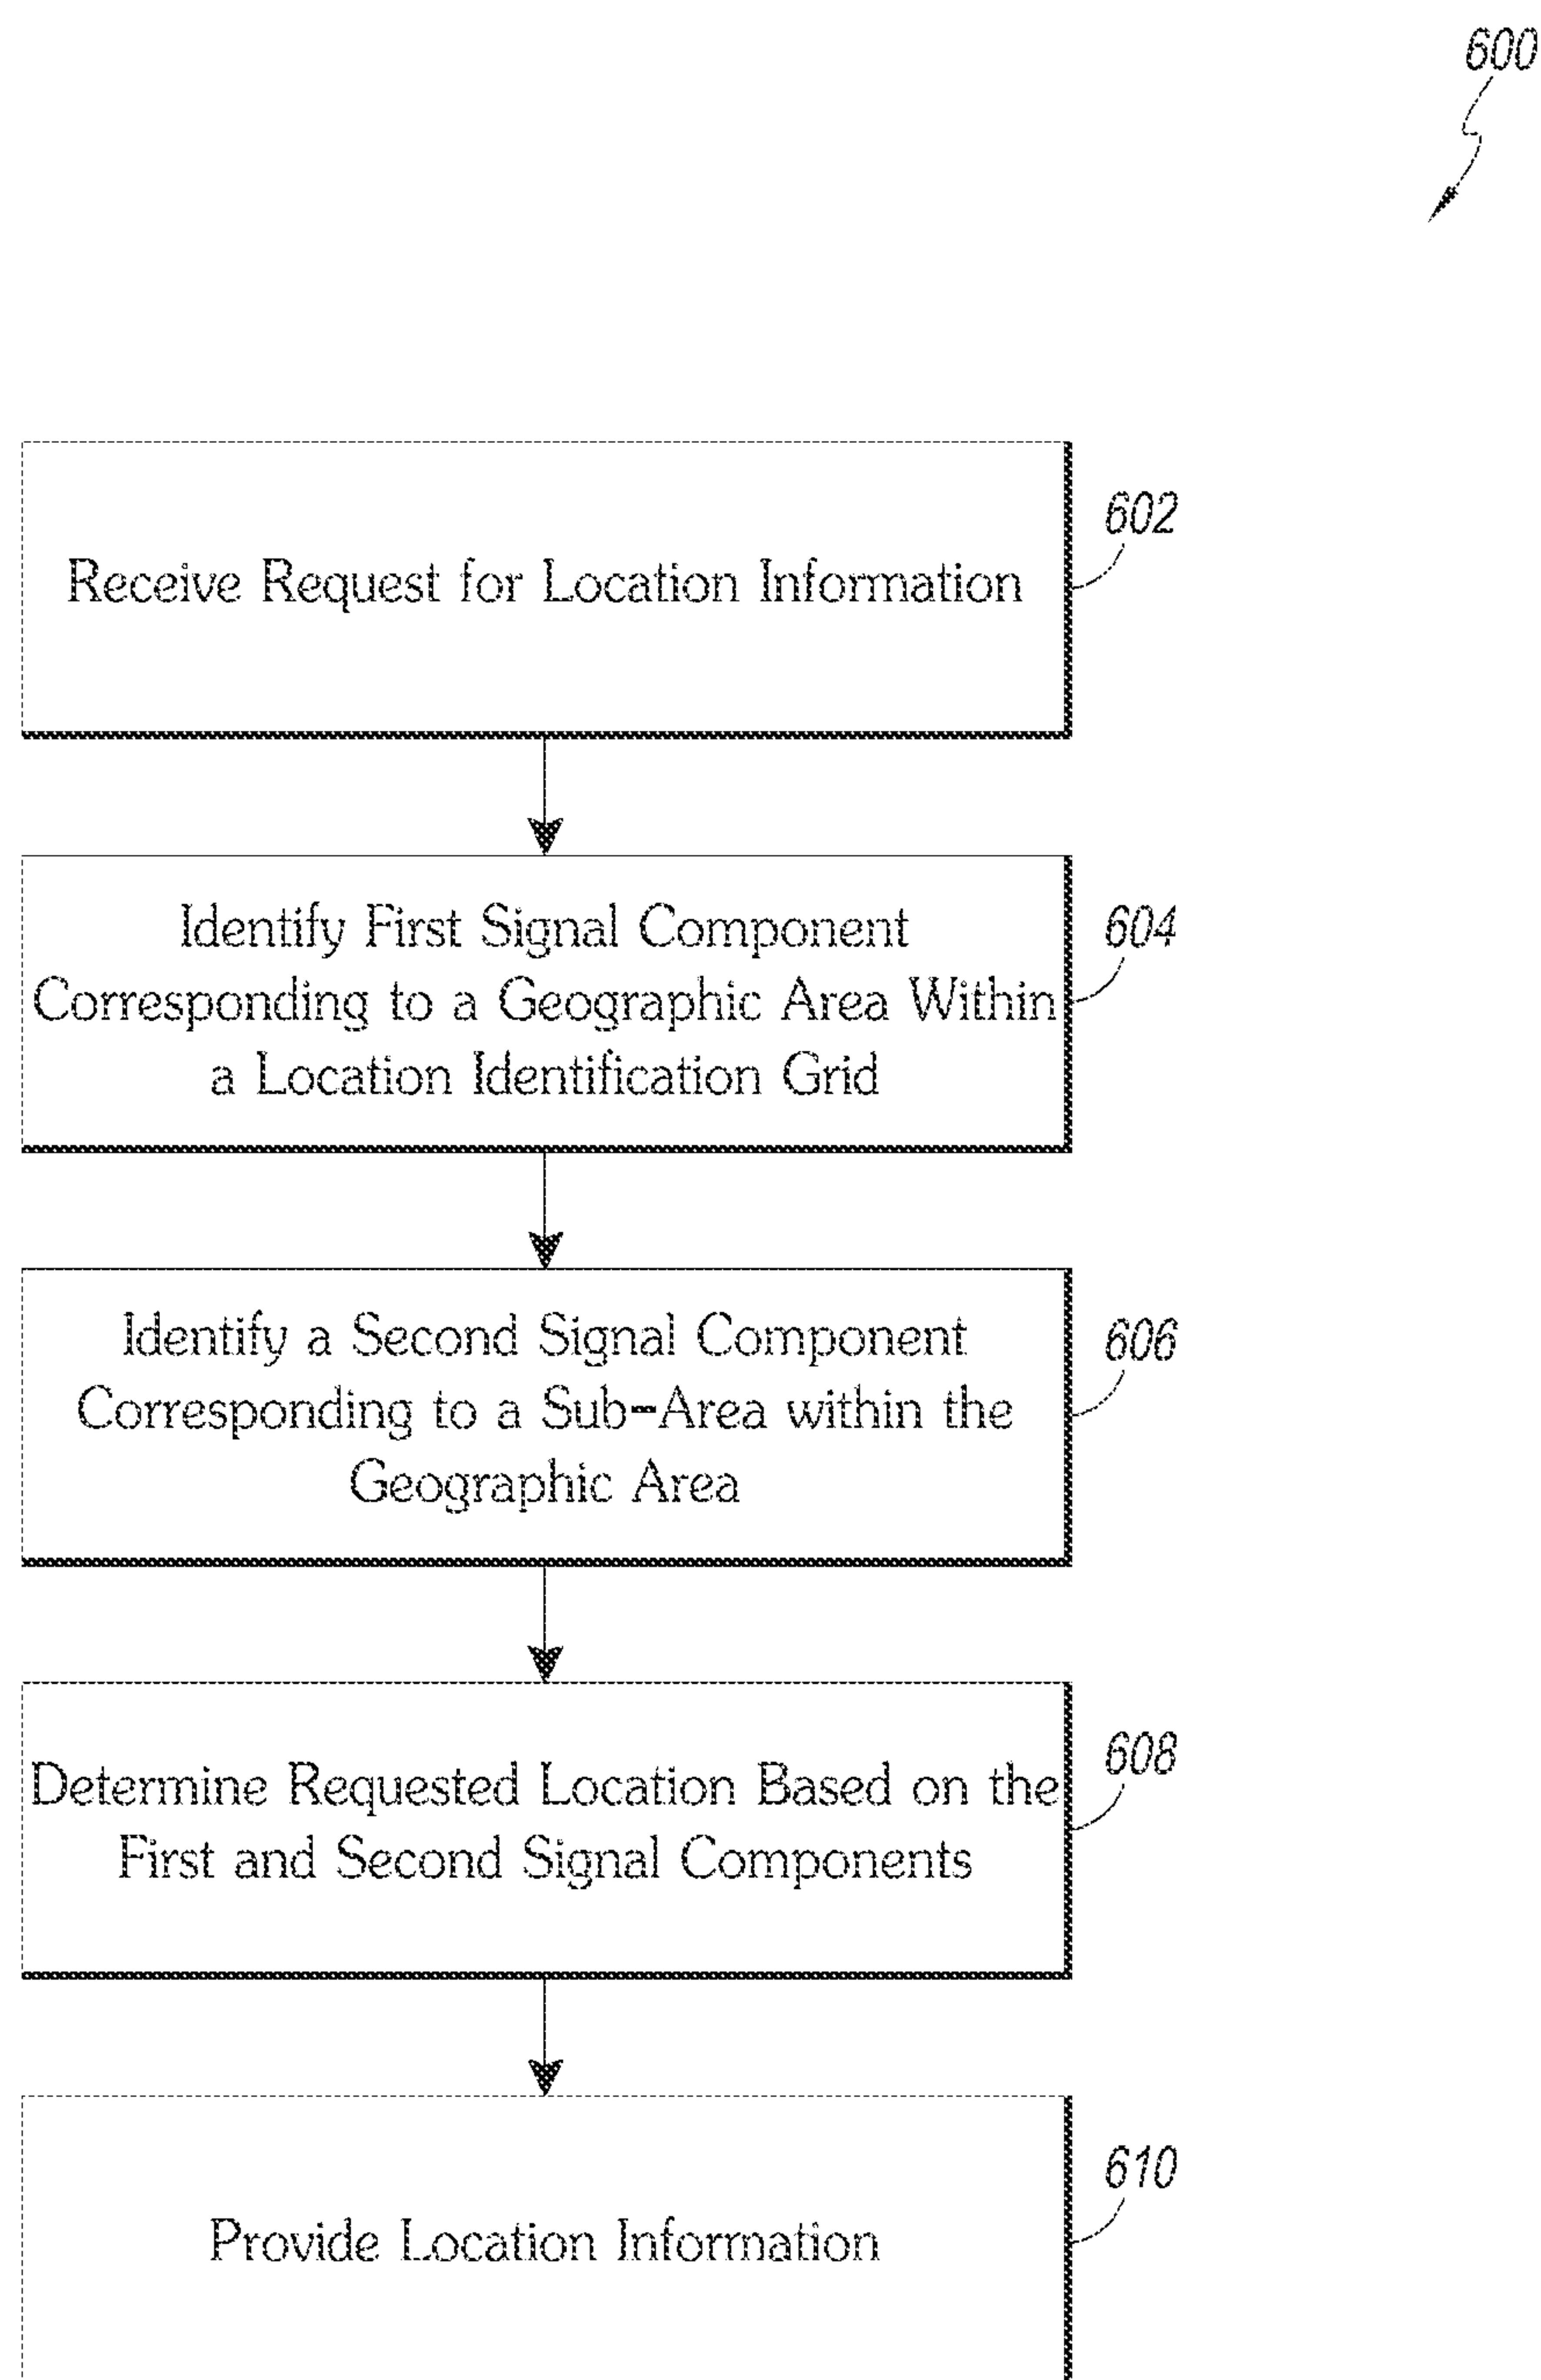 600
Receive Request for Location Information
602
Identify First Signal Component
Corresponding to a Geographic Area Within
a Location Identification Grid
604
Identify a Second Signal Component
Corresponding to a Sub-Area within the
Geographic Area
606
Determine Requested Location Based on the
First and Second Signal Components
608
Provide Location Information
610